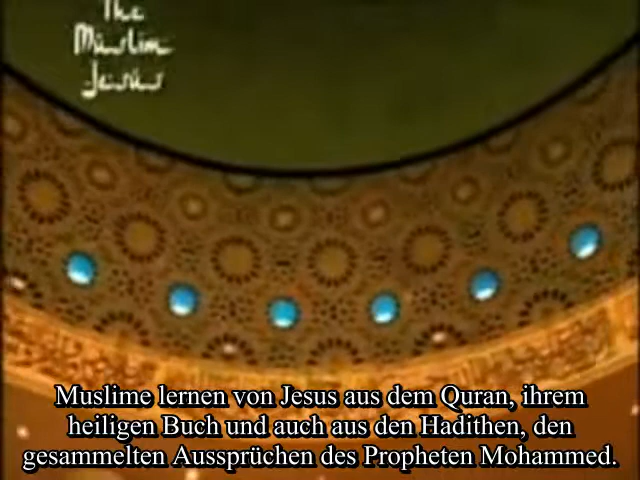 The
Muslim
Jesus
Muslime lernen von Jesus aus dem Quran, ihrem
heiligen Buch und auch aus den Hadithen, den
gesammelten Aussprüchen des Propheten Mohammed.